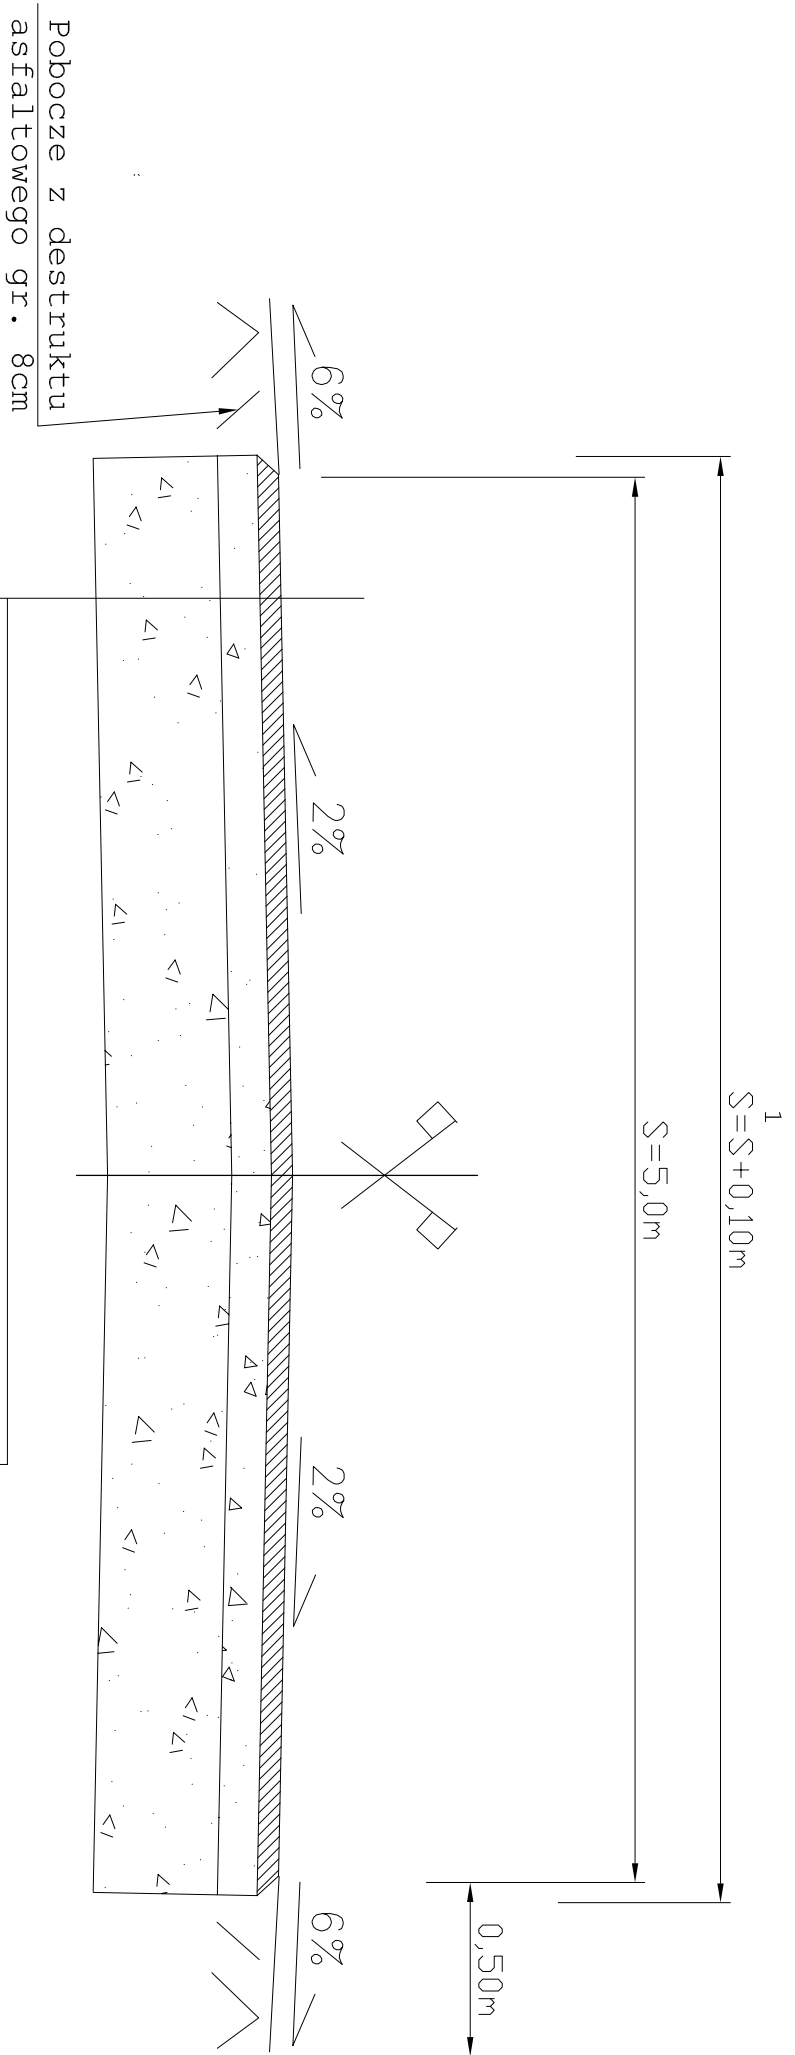 1
S=S+0,10m
S=5,0m
0,50m
6%
2%
2%
6%
Pobocze z destruktu
asfaltowego gr. 8cm